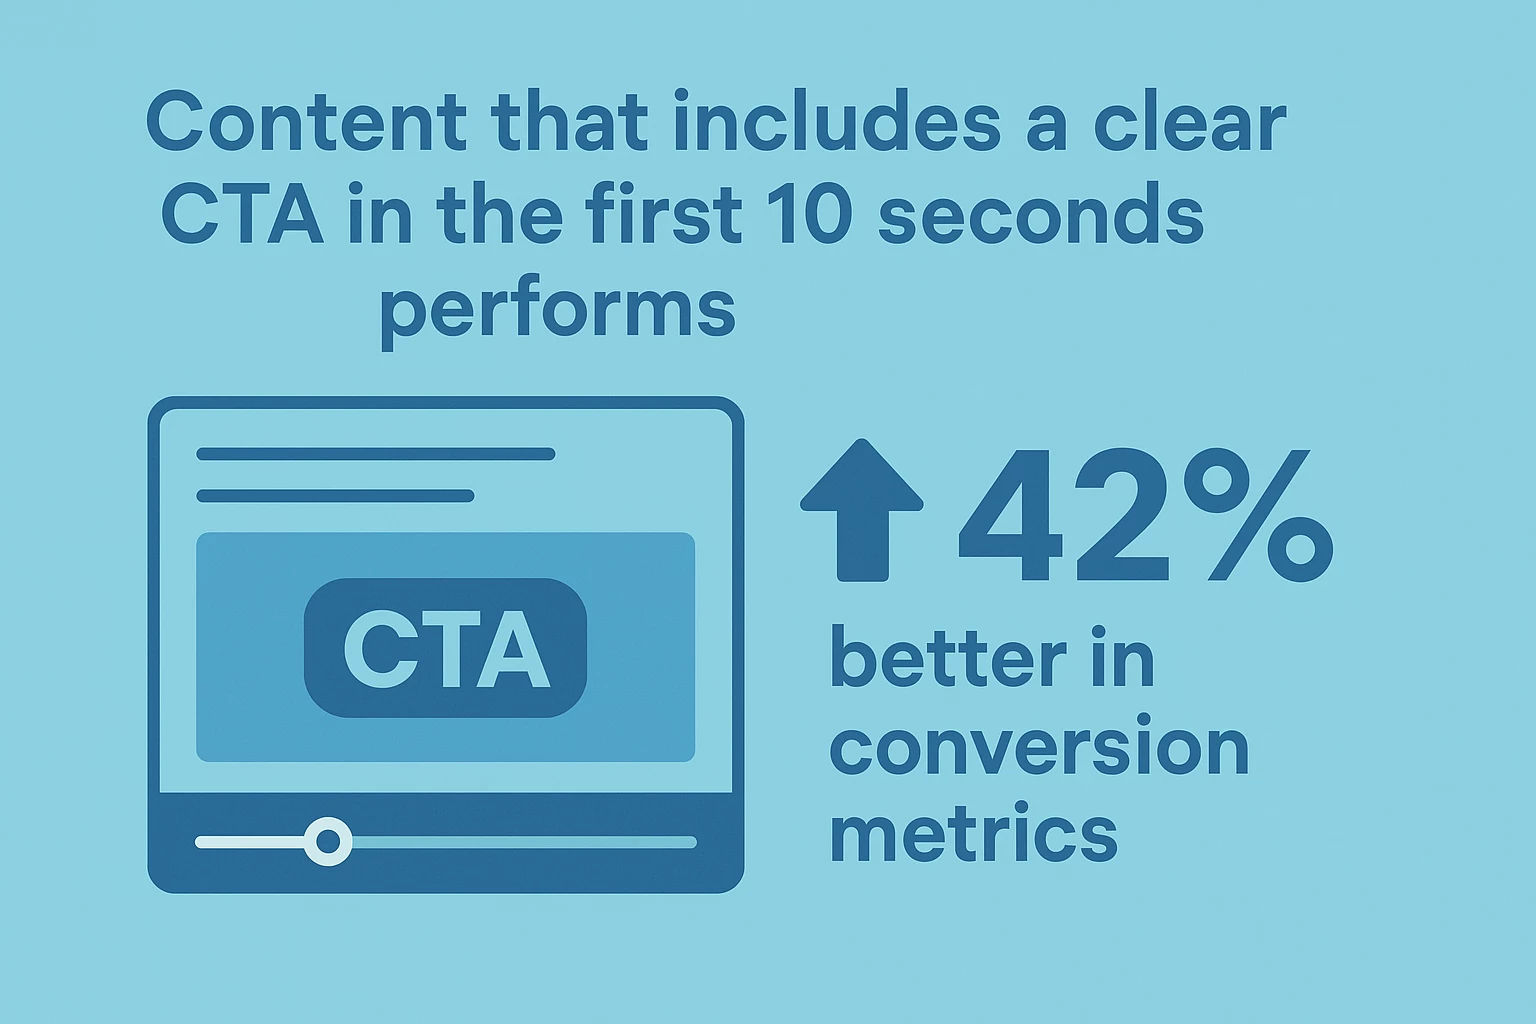 Content that includes a clear
CTA in the first 10 seconds
performs
CTA
42%
better in
conversion
metrics